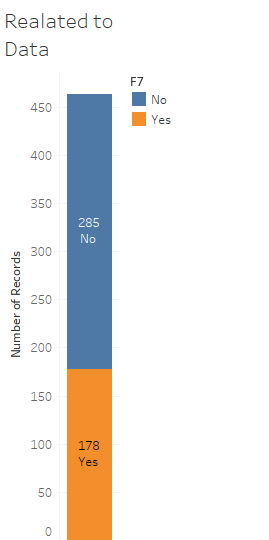 Realated to
Data
F7
No
Yes
Number of Records
450
400
350
300
250
200
150
100
50
0
285
No
178
Yes